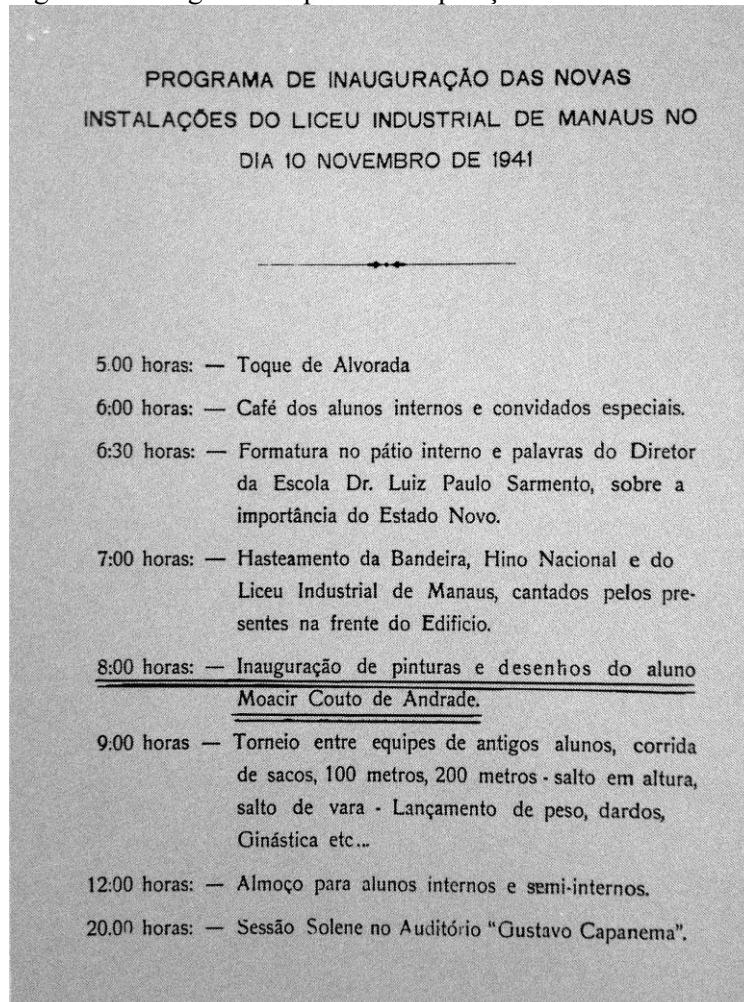 PROGRAMA DE INAUGURAÇÃO DAS NOVAS
INSTALAÇÕES DO LICEU INDUSTRIAL DE MANAUS NO
DIA 10 NOVEMBRO DE 1941
5.00 horas: — Toque de Alvorada
6:00 horas: — Café dos alunos internos e convidados especiais.
6:30 horas: — Formatura no pátio interno e palavras do Diretor
da Escola Dr. Luiz Paulo Sarmento, sobre a
importância do Estado Novo.
7:00 horas: — Hasteamento da Bandeira, Hino Nacional e do
Liceu Industrial de Manaus, cantados pelos pre-
sentes na frente do Edificio.
8:00 horas: — Inauguração de pinturas e desenhos do aluno
Moacir Couto de Andrade.
9:00 horas — Torneio entre equipes de antigos alunos, corrida
de sacos, 100 metros, 200 metros - salto em altura,
salto de vara - Lançamento de peso, dardos,
Ginástica etc...
12:00 horas: — Almoço para alunos internos e semi-internos.
20.00 horas: — Sessão Solene no Auditório "Gustavo Capanema".